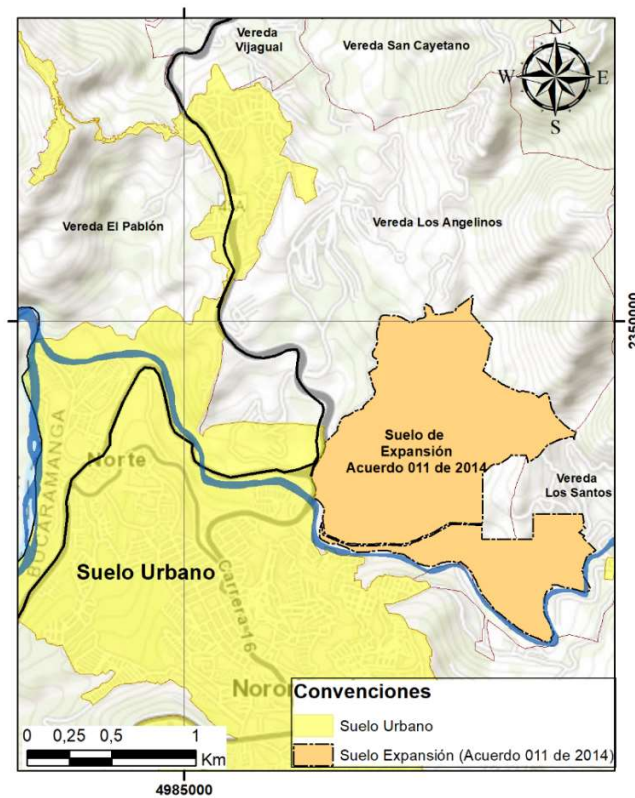 Vereda
Vijagual
Vereda San Cayetano
N
W
E
S
Vereda El Pablón
Vereda Los Angelinos
2350000
BUCARAMANGA
Norte
Suelo de
Expansión
Acuerdo 011 de 2014
Vereda
Los Santos
Suelo Urbano
Carrera 16
Convenciones
Suelo Urbano
Suelo Expansión (Acuerdo 011 de 2014)
0 0,25 0,5 1
Km
4985000